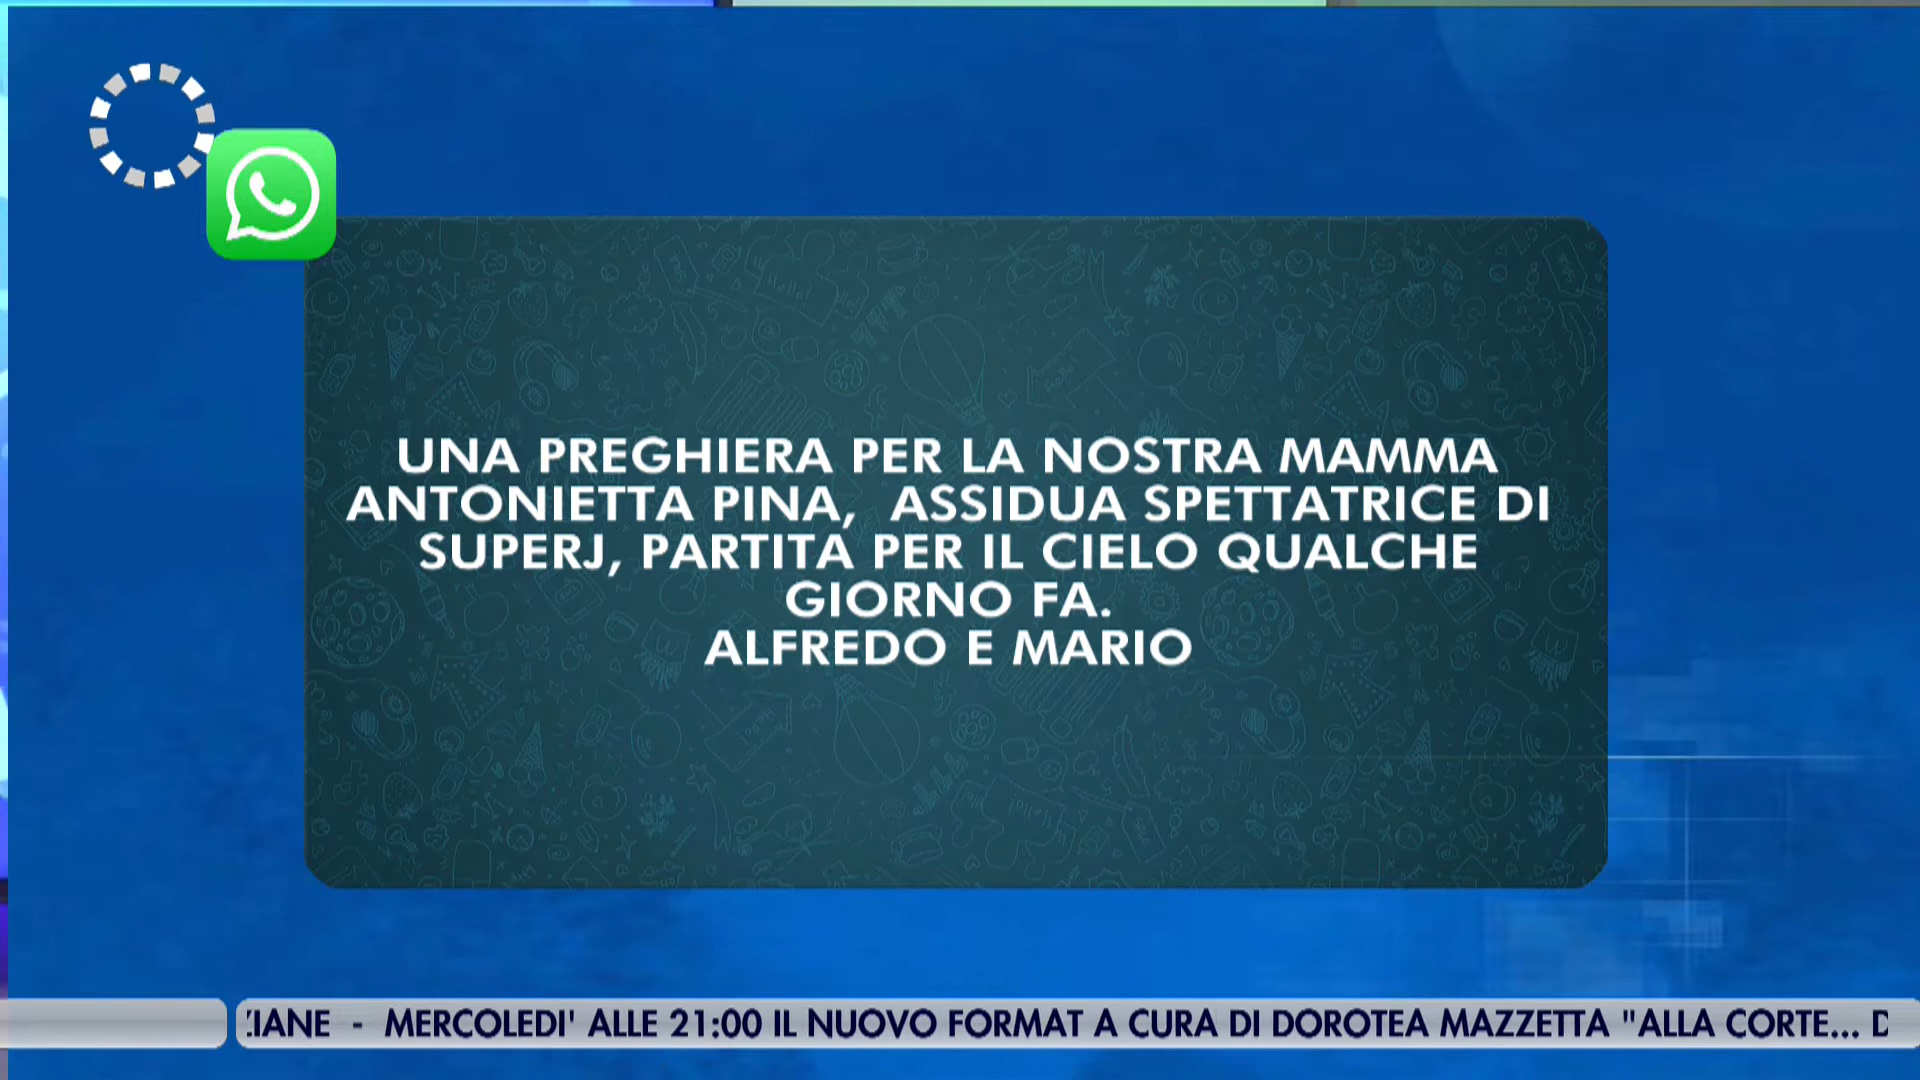 UNA PREGHIERA PER LA NOSTRA MAMMA
ANTONIETTA PINA, ASSIDUA SPETTATRICE DI
SUPERJ, PARTITA PER IL CIELO QUALCHE
GIORNO FA.
ALFREDO E MARIO
IANE - MERCOLEDI' ALLE 21:00 IL NUOVO FORMAT A CURA DI DOROTEA MAZZETTA "ALLA CORTE...